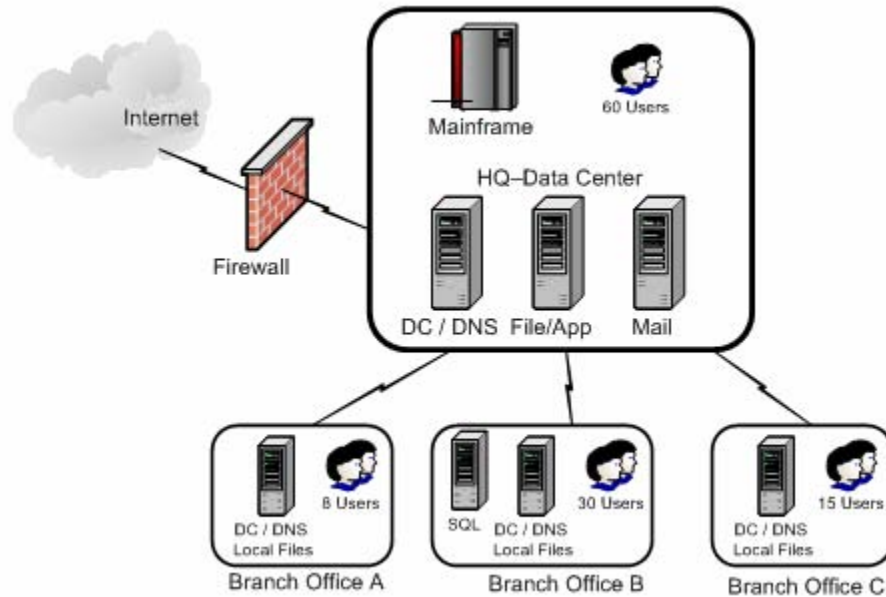 Internet
Firewall
Mainframe
60 Users
HQ–Data Center
DC / DNS
File/App
Mail
8 Users
DC / DNS
Local Files
Branch Office A
SQL
30 Users
DC / DNS
Local Files
Branch Office B
15 Users
DC / DNS
Local Files
Branch Office C